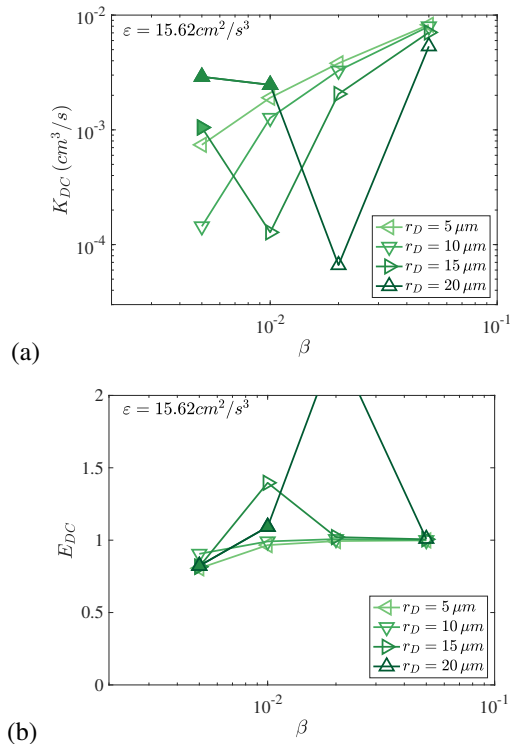 ε = 15.62cm²/s³
10⁻²
10⁻³
10⁻⁴
K_DC (cm³/s)
r_D = 5 μm
r_D = 10 μm
r_D = 15 μm
r_D = 20 μm
10⁻² 10⁻¹
β
(a)
ε = 15.62cm²/s³
2
1.5
1
0.5
0
E_DC
r_D = 5 μm
r_D = 10 μm
r_D = 15 μm
r_D = 20 μm
10⁻² 10⁻¹
β
(b)